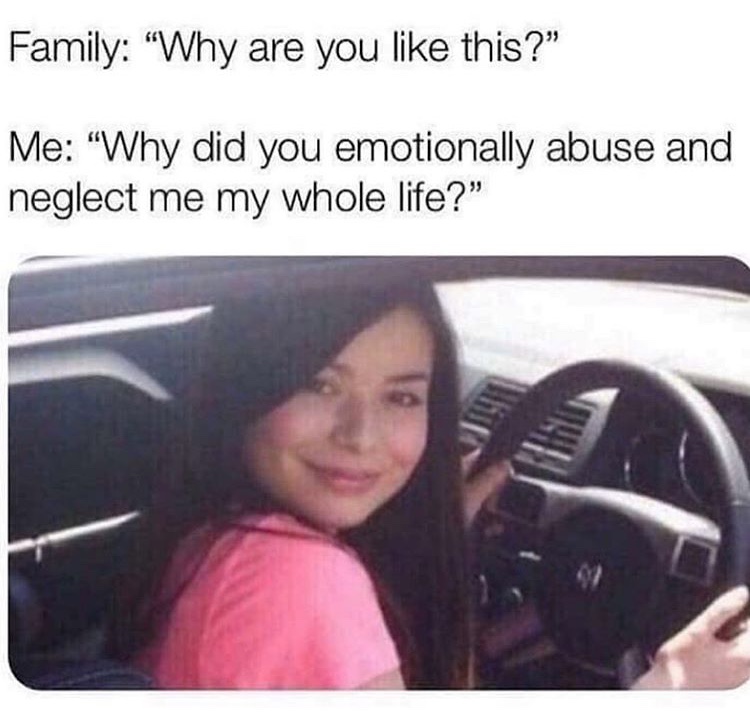 Family: “Why are you like this?”
Me: “Why did you emotionally abuse and
neglect me my whole life?”